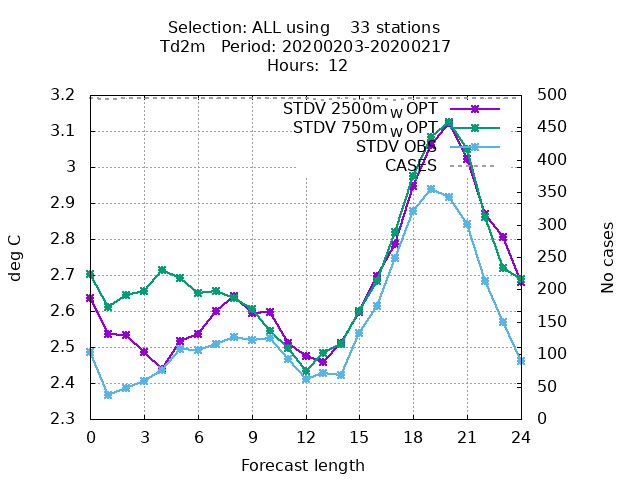 Selection: ALL using    33 stations
Td2m   Period: 20200203-20200217
Hours: 12
STDV 2500m W OPT
STDV 750m W OPT
STDV OBS
CASES
3.2
3.1
3
2.9
2.8
2.7
2.6
2.5
2.4
2.3
deg C
500
450
400
350
300
250
200
150
100
50
0
No cases
0 3 6 9 12 15 18 21 24
Forecast length